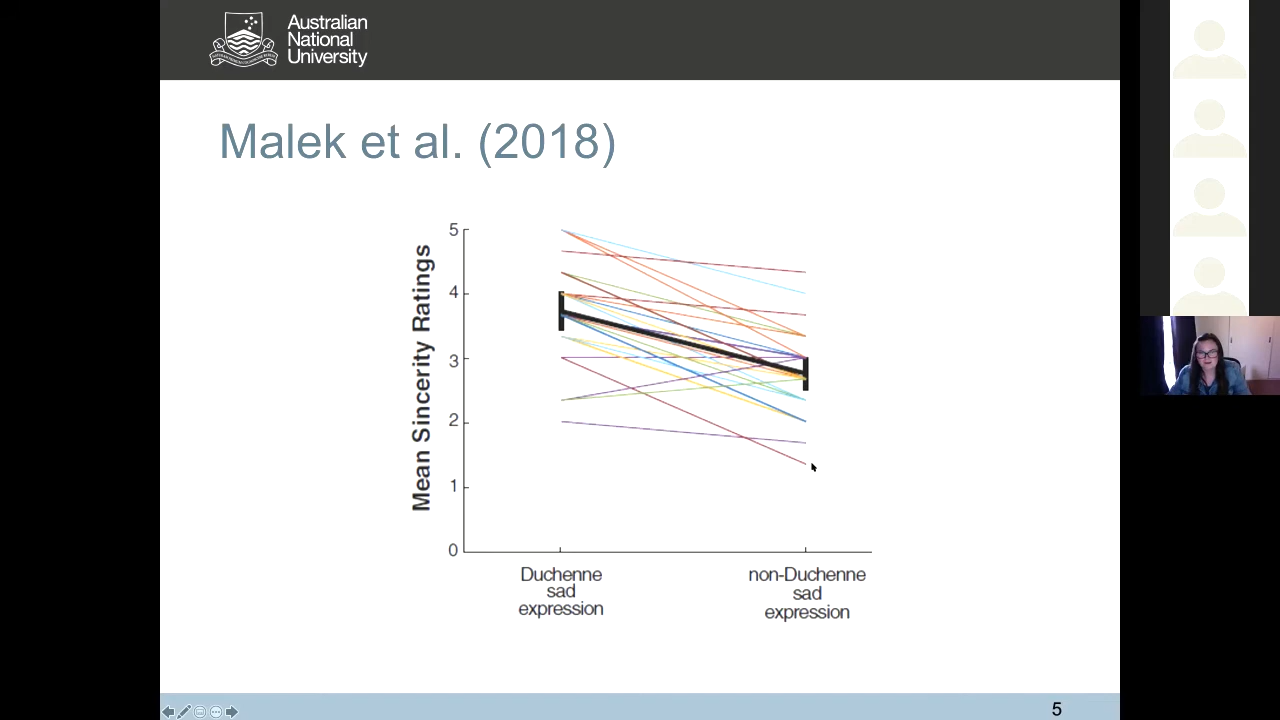 Australian
National
University
Malek et al. (2018)
Mean Sincerity Ratings
5
4
3
2
1
0
Duchenne
sad
expression
non-Duchenne
sad
expression
5